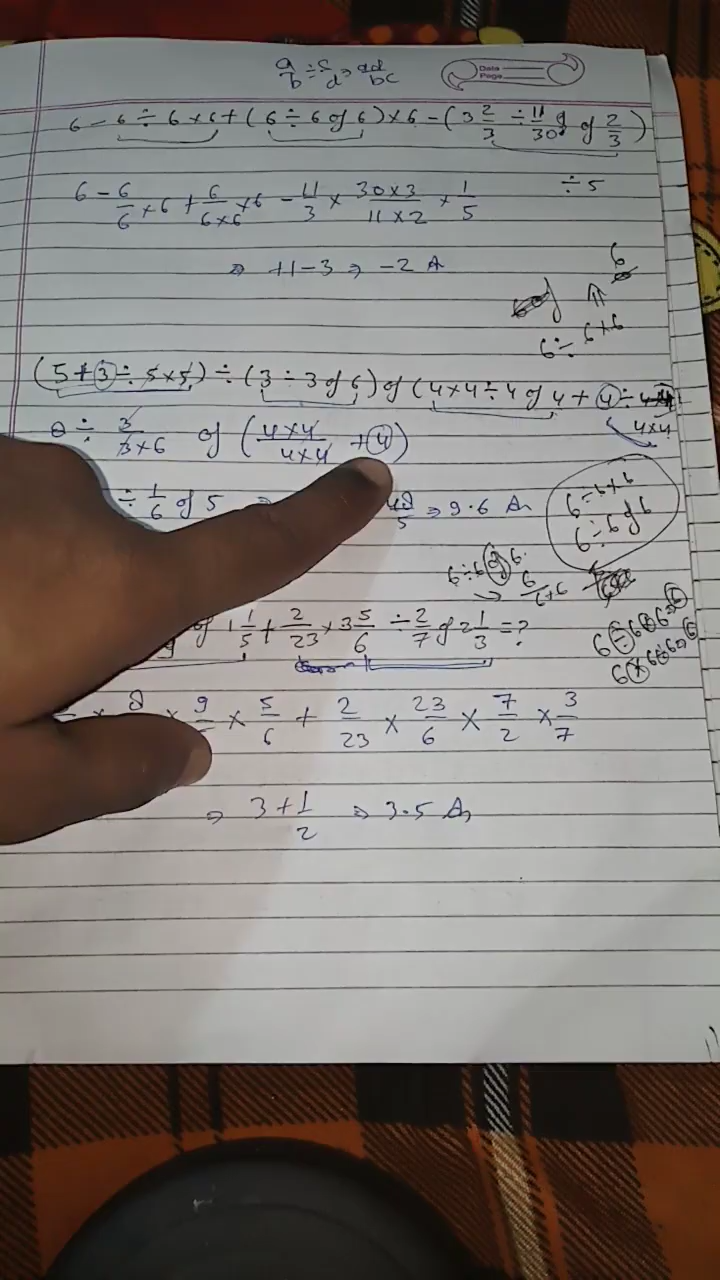 a/b ÷ c/d ⇒ ad/bc
Date
Page
6 - 6 ÷ 6 × 6 + (6 ÷ 6 of 6) × 6 - (3 2/3 ÷ 11/30 of 2/3)
÷ 5
6 - 6/6 × 6 + 6/6×6 × 6 - 11/3 × 30×3/11×2 × 1/5
⇒ +1 - 3 ⇒ -2 A
6
⇑
6 ÷ 6×6
(5 + 3 ÷ 5 × 5) ÷ (3 ÷ 3 of 6) of (4 × 4 ÷ 4 of 4 + 4 ÷ 4
4×4
8 ÷ 3/3×6 of (4×4/4×4 + 4)
÷ 1/6 of 5 48/5 ⇒ 9.6 An
6 ÷ 6 × 6
6 ÷ 6 of 6
6 ÷ 6 of 6.
→ 6/6×6
of 1 1/5 + 2/23 × 3 5/6 ÷ 2/7 of 2 1/3 = ?
× 8 × 9 × 5/6 + 2/23 × 23/6 × 7/2 × 3/7
⇒ 3 + 1/2 ⇒ 3.5 An